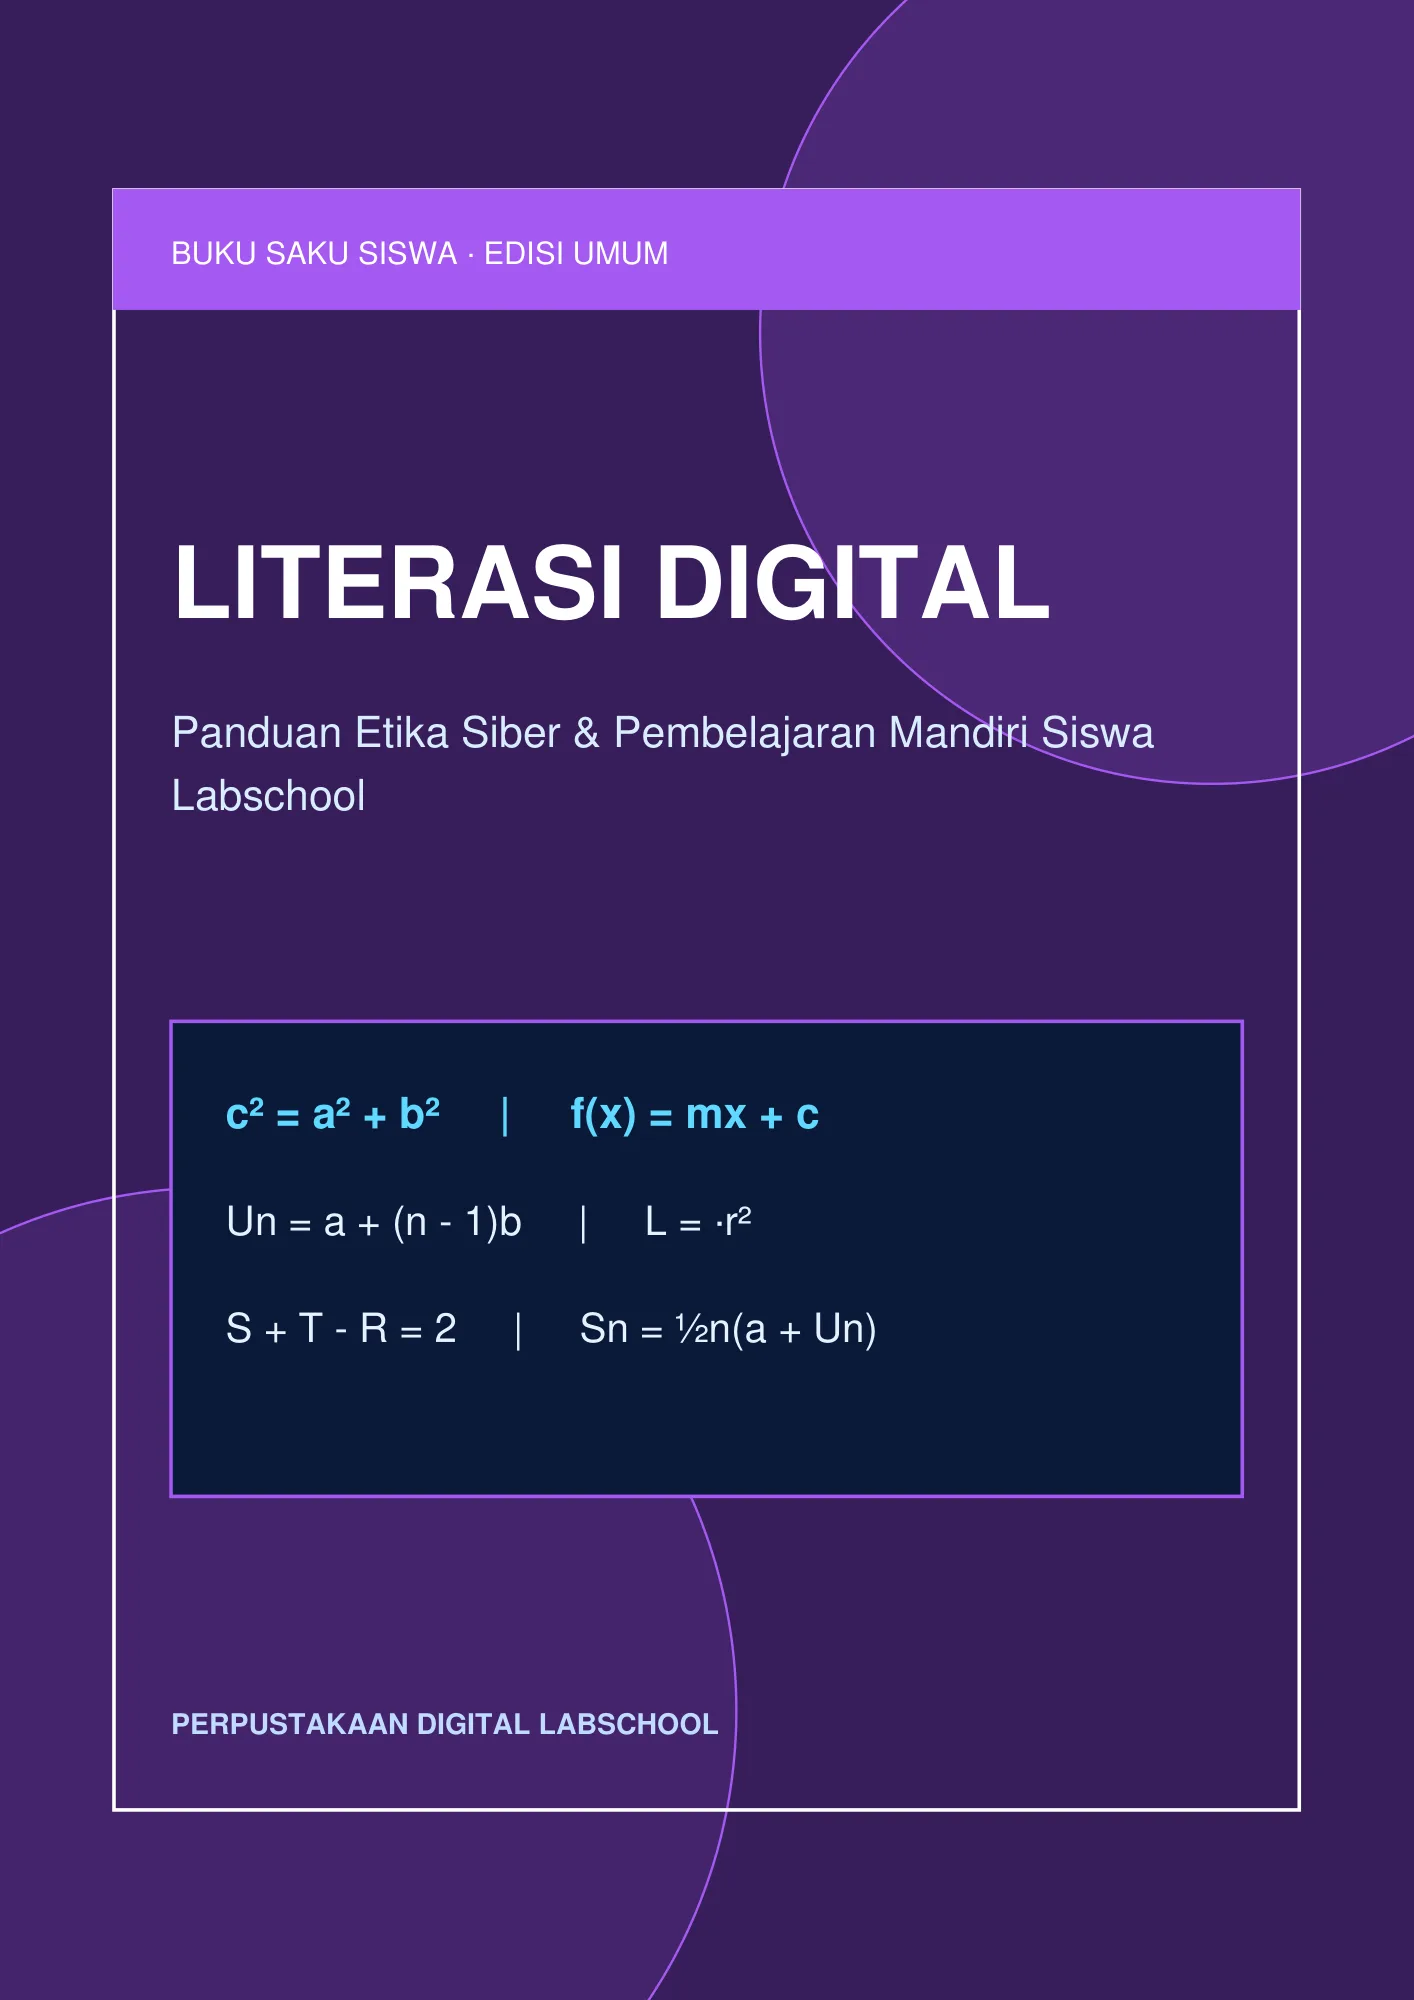 BUKU SAKU SISWA · EDISI UMUM
LITERASI DIGITAL
Panduan Etika Siber & Pembelajaran Mandiri Siswa
Labschool
c² = a² + b² | f(x) = mx + c
Un = a + (n - 1)b | L = ·r²
S + T - R = 2 | Sn = ½n(a + Un)
PERPUSTAKAAN DIGITAL LABSCHOOL